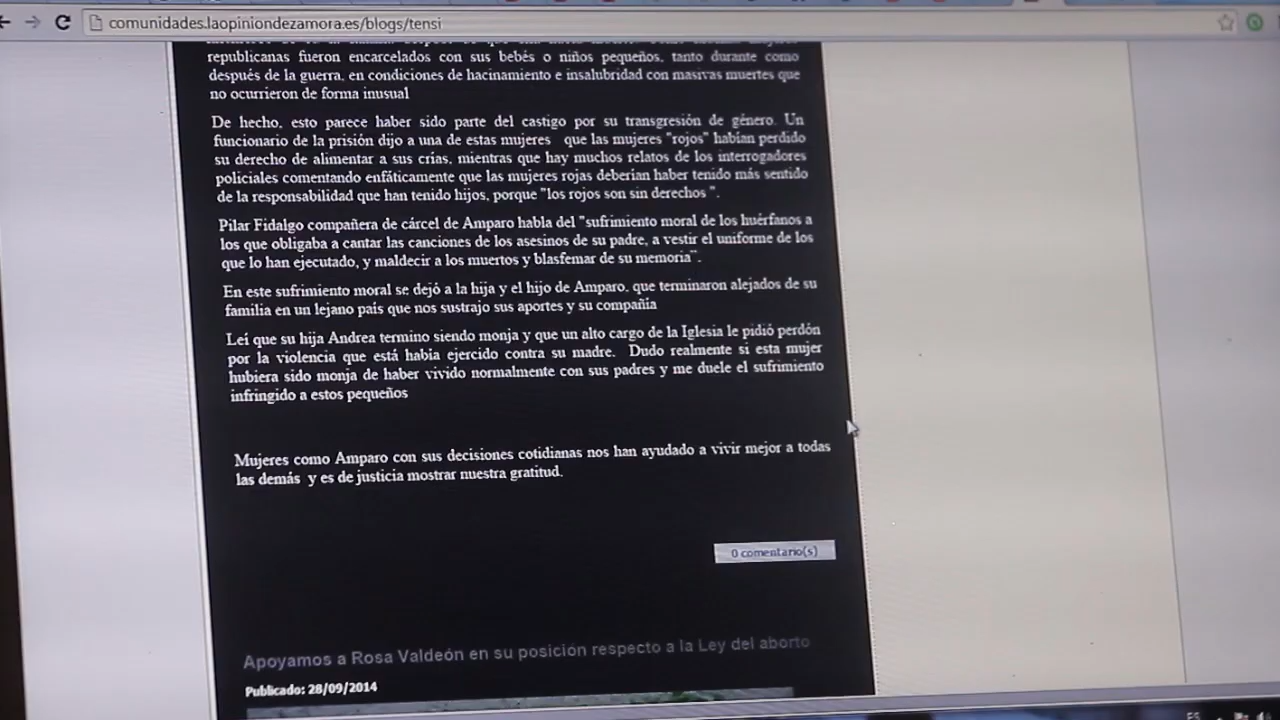 comunidades.laopiniondezamora.es/blogs/tensi
republicanas fueron encarcelados con sus bebés o niños pequeños, tanto durante como
después de la guerra, en condiciones de hacinamiento e insalubridad con masivas muertes que
no ocurrieron de forma inusual
De hecho, esto parece haber sido parte del castigo por su transgresión de género. Un
funcionario de la prisión dijo a una de estas mujeres que las mujeres "rojos" habían perdido
su derecho de alimentar a sus crías, mientras que hay muchos relatos de los interrogadores
policiales comentando enfáticamente que las mujeres rojas deberían haber tenido más sentido
de la responsabilidad que han tenido hijos, porque "los rojos son sin derechos ".
Pilar Fidalgo compañera de cárcel de Amparo habla del "sufrimiento moral de los huérfanos a
los que obligaba a cantar las canciones de los asesinos de su padre, a vestir el uniforme de los
que lo han ejecutado, y maldecir a los muertos y blasfemar de su memoria".
En este sufrimiento moral se dejó a la hija y el hijo de Amparo, que terminaron alejados de su
familia en un lejano país que nos sustrajo sus aportes y su compañía
Leí que su hija Andrea termino siendo monja y que un alto cargo de la Iglesia le pidió perdón
por la violencia que está había ejercido contra su madre. Dudo realmente si esta mujer
hubiera sido monja de haber vivido normalmente con sus padres y me duele el sufrimiento
infringido a estos pequeños
Mujeres como Amparo con sus decisiones cotidianas nos han ayudado a vivir mejor a todas
las demás y es de justicia mostrar nuestra gratitud.
0 comentario(s)
Apoyamos a Rosa Valdeón en su posición respecto a la Ley del aborto
Publicado: 28/09/2014
ES